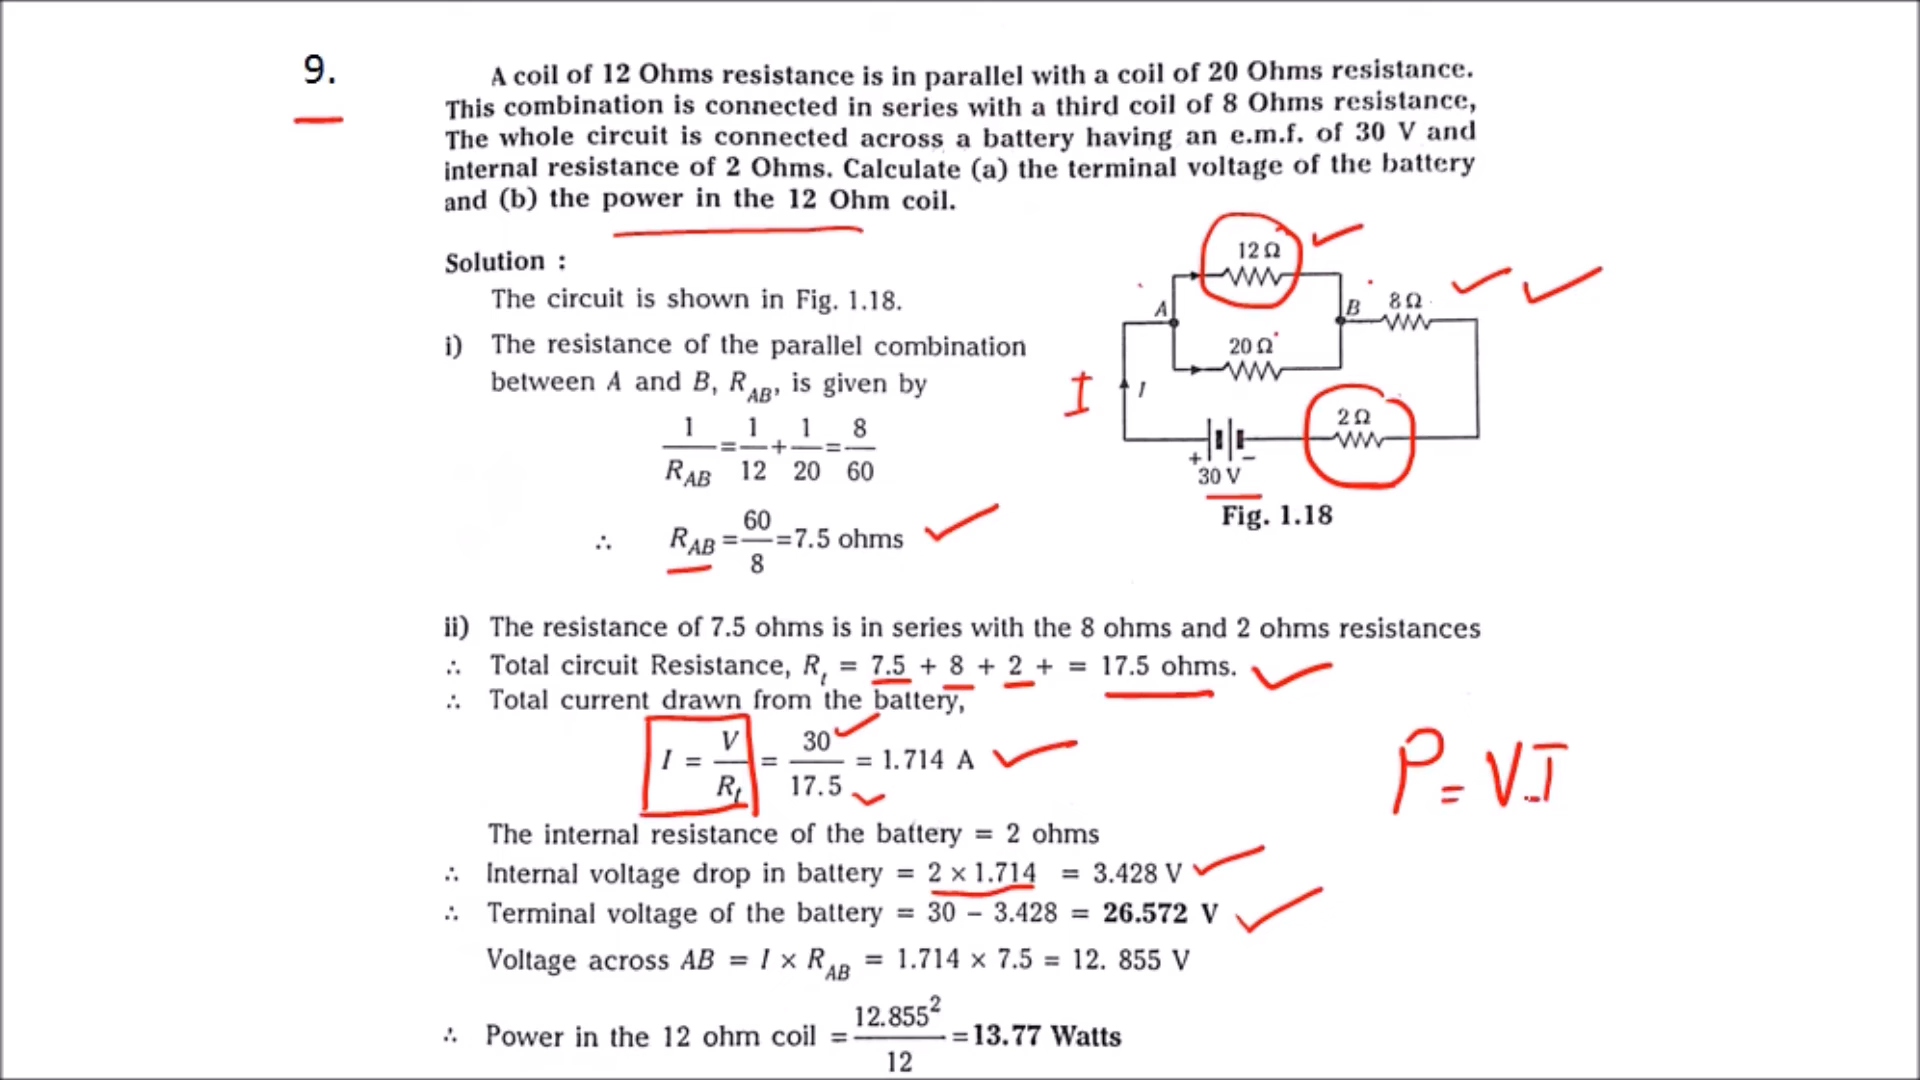 9.
A coil of 12 Ohms resistance is in parallel with a coil of 20 Ohms resistance.
This combination is connected in series with a third coil of 8 Ohms resistance,
The whole circuit is connected across a battery having an e.m.f. of 30 V and
internal resistance of 2 Ohms. Calculate (a) the terminal voltage of the battery
and (b) the power in the 12 Ohm coil.
Solution :
The circuit is shown in Fig. 1.18.
i) The resistance of the parallel combination
between A and B, R_AB, is given by
1/R_AB = 1/12 + 1/20 = 8/60
∴ R_AB = 60/8 = 7.5 ohms
12 Ω
A
B
8 Ω
20 Ω
I
I
2 Ω
+ −
30 V
Fig. 1.18
ii) The resistance of 7.5 ohms is in series with the 8 ohms and 2 ohms resistances
∴ Total circuit Resistance, R_t = 7.5 + 8 + 2 + = 17.5 ohms.
∴ Total current drawn from the battery,
I = V/R_t = 30/17.5 = 1.714 A
P = VI
The internal resistance of the battery = 2 ohms
∴ Internal voltage drop in battery = 2 × 1.714 = 3.428 V
∴ Terminal voltage of the battery = 30 − 3.428 = 26.572 V
Voltage across AB = I × R_AB = 1.714 × 7.5 = 12. 855 V
∴ Power in the 12 ohm coil = 12.855²/12 = 13.77 Watts